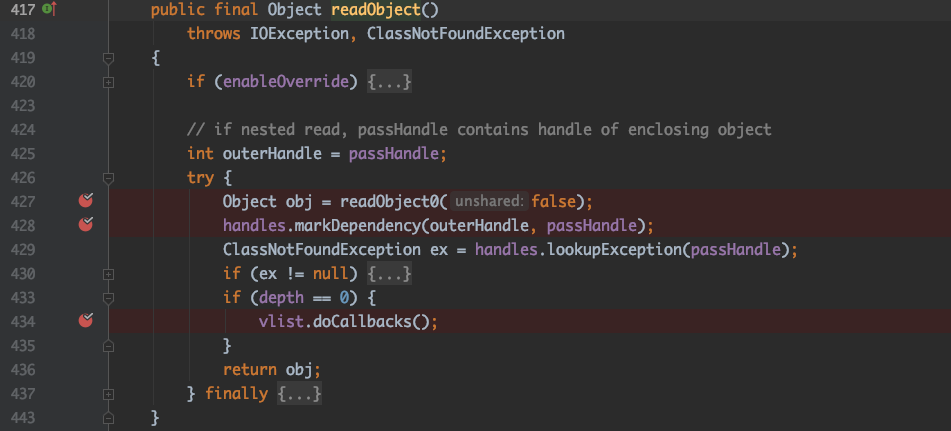 417 public final Object readObject()
418 throws IOException, ClassNotFoundException
419 {
420 if (enableOverride) {...}
423
424 // if nested read, passHandle contains handle of enclosing object
425 int outerHandle = passHandle;
426 try {
427 Object obj = readObject0( unshared: false);
428 handles.markDependency(outerHandle, passHandle);
429 ClassNotFoundException ex = handles.lookupException(passHandle);
430 if (ex != null) {...}
433 if (depth == 0) {
434 vlist.doCallbacks();
435 }
436 return obj;
437 } finally {...}
443 }